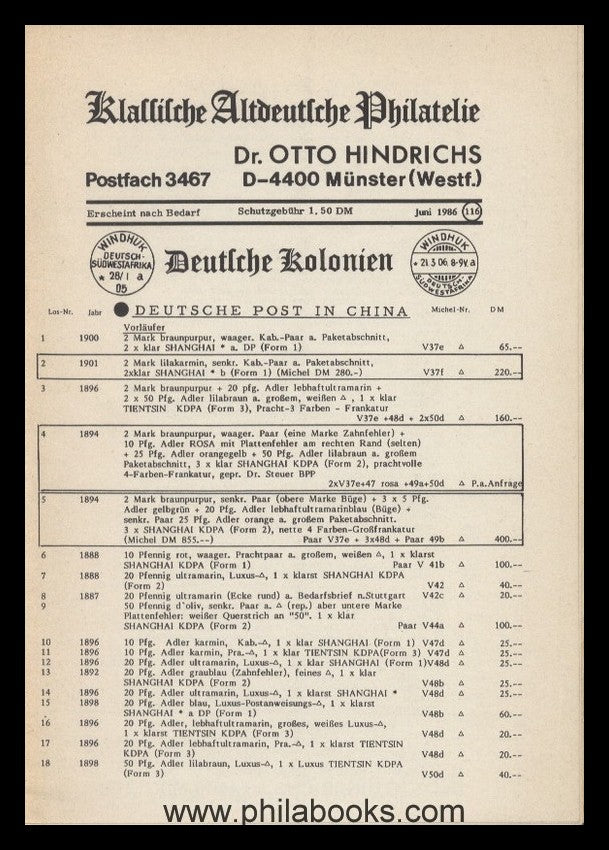 Klassische Altdeutsche Philatelie
Dr. OTTO HINDRICHS
Postfach 3467 D-4400 Münster (Westf.)
Erscheint nach Bedarf Schutzgebühr 1,50 DM Juni 1986 116
WINDHUK DEUTSCH-SÜDWESTAFRIKA * 28/1 a 05
Deutsche Kolonien
WINDHUK * 21.3.06. 8-9V. a DEUTSCH-SÜDWESTAFRIKA
Los-Nr. Jahr ● DEUTSCHE POST IN CHINA Michel-Nr. DM
Vorläufer
1 1900 2 Mark braunpurpur, waager. Kab.-Paar a. Paketabschnitt,
2 x klar SHANGHAI * a. DP (Form 1) V37e △ 65.--
2 1901 2 Mark lilakarmin, senkr. Kab.-Paar a. Paketabschnitt,
2xklar SHANGHAI * b (Form 1) (Michel DM 280.-) V37f △ 220.--
3 1896 2 Mark braunpurpur + 20 pfg. Adler lebhaftultramarin +
2 x 50 Pfg. Adler lilabraun a. großem, weißen △ , 1 x klar
TIENTSIN KDPA (Form 3), Pracht-3 Farben - Frankatur
V37e +48d + 2x50d △ 160.--
4 1894 2 Mark braunpurpur, waager. Paar (eine Marke Zahnfehler) +
10 Pfg. Adler ROSA mit Plattenfehler am rechten Rand (selten)
+ 25 Pfg. Adler orangegelb + 50 Pfg. Adler lilabraun a. großem
Paketabschnitt, 3 x klar SHANGHAI KDPA (Form 2), prachtvolle
4-Farben-Frankatur, gepr. Dr. Steuer BPP
2xV37e+47 rosa +49a+50d △ P.a.Anfrage
5 1894 2 Mark braunpurpur, senkr. Paar (obere Marke Büge) + 3 x 5 Pfg.
Adler gelbgrün + 20 Pfg. Adler lebhaftultramarinblau (Büge) +
senkr. Paar 25 Pfg. Adler orange a. großem Paketabschnitt.
3 x SHANGHAI KDPA (Form 2), nette 4 Farben-Großfrankatur
(Michel DM 855.--) Paar V37e + 3x48d + Paar 49b △ 400.--
6 1888 10 Pfennig rot, waager. Prachtpaar a. großem, weißen △, 1 x klarst
SHANGHAI KDPA (Form 1) Paar V 41b △ 100.--
7 1888 20 Pfennig ultramarin, Luxus-△, 1 x klarst SHANGHAI KDPA
(Form 2) V42 △ 40.--
8 1887 20 Pfennig ultramarin (Ecke rund) a. Bedarfsbrief n.Stuttgart V42c △ 20.--
9 50 Pfennig d`oliv, senkr. Paar a. △ (rep.) aber untere Marke
Plattenfehler: weißer Querstrich an "50". 1 x klar
SHANGHAI KDPA (Form 2) Paar V44a △ 100.--
10 1896 10 Pfg. Adler karmin, Kab.-△, 1 x klar SHANGHAI (Form 1) V47d △ 25.--
11 1896 10 Pfg. Adler karmin, Pra.-△, 1 x klar TIENTSIN KDPA(Form 3) V47d △ 25.--
12 1896 20 Pfg. Adler ultramarin, Luxus-△, 1 x klar SHANGHAI (Form 1)V48d △ 25.--
13 1892 20 Pfg. Adler graublau (Zahnfehler), feines △, 1 x klar
SHANGHAI KDPA (Form 2) V48b △ 25.--
14 1896 20 Pfg. Adler ultramarin, Luxus-△, 1 x klarst SHANGHAI * V48d △ 25.--
15 1898 20 Pfg. Adler blau, Luxus-Postanweisungs-△, 1 x klarst
SHANGHAI * a DP (Form 1) V48b △ 60.--
16 1896 20 Pfg. Adler, lebhaftultramarin, großes, weißes Luxus-△,
1 x klarst TIENTSIN KDPA (Form 3) V48d △ 20.--
17 1896 20 Pfg. Adler lebhaftultramarin, Pra.-△, 1 x klarst TIENTSIN
KDPA (Form 3) V48d △ 20.--
18 1898 50 Pfg. Adler lilabraun, Luxus-△, 1 x Luxus TIENTSIN KDPA
(Form 3) V50d △ 40.--
www.philabooks.com